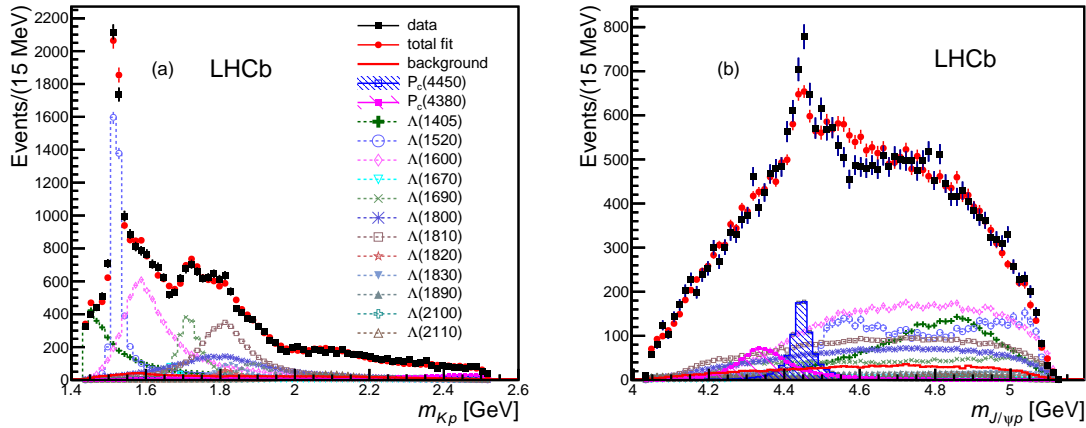 Events/(15 MeV)
2200
2000
1800
1600
1400
1200
1000
800
600
400
200
0
1.4
1.6
1.8
2
2.2
2.4
2.6
m_Kp [GeV]
(a)
LHCb
data
total fit
background
P_c(4450)
P_c(4380)
Λ(1405)
Λ(1520)
Λ(1600)
Λ(1670)
Λ(1690)
Λ(1800)
Λ(1810)
Λ(1820)
Λ(1830)
Λ(1890)
Λ(2100)
Λ(2110)
Events/(15 MeV)
800
700
600
500
400
300
200
100
0
4
4.2
4.4
4.6
4.8
5
m_J/ψp [GeV]
(b)
LHCb